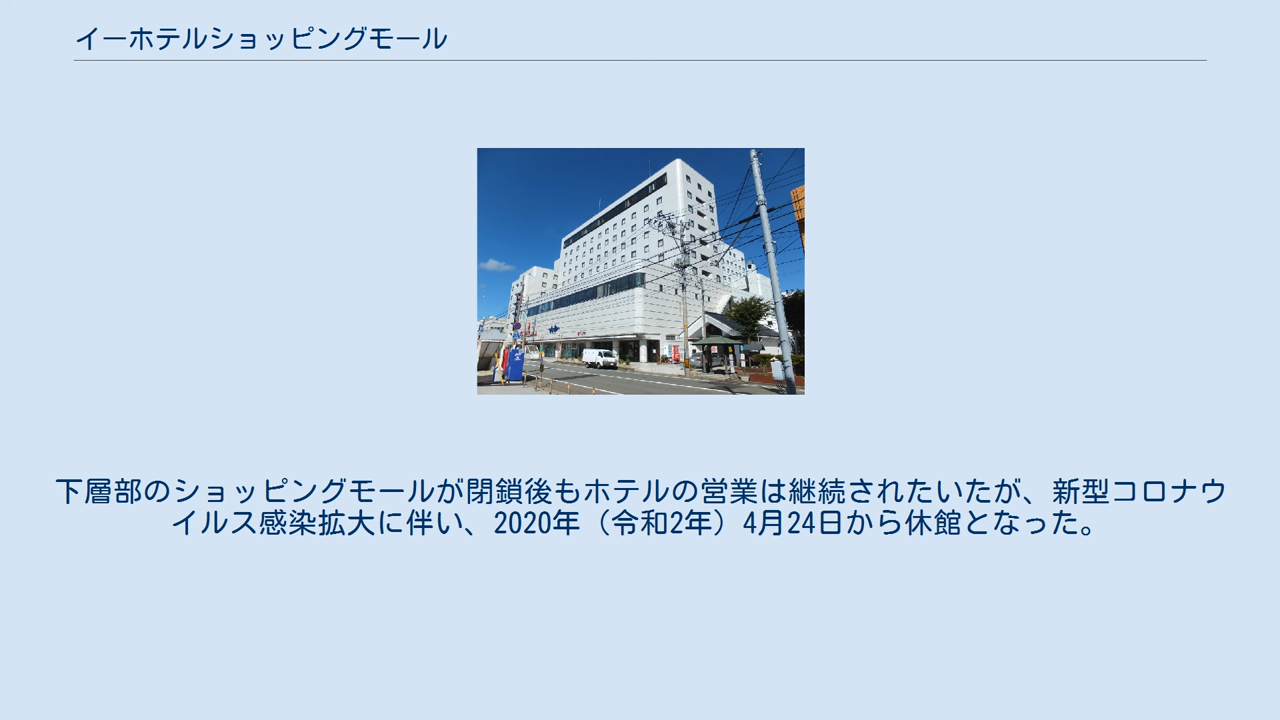 イーホテルショッピングモール
下層部のショッピングモールが閉鎖後もホテルの営業は継続されたいたが、新型コロナウ
イルス感染拡大に伴い、2020年（令和2年）4月24日から休館となった。